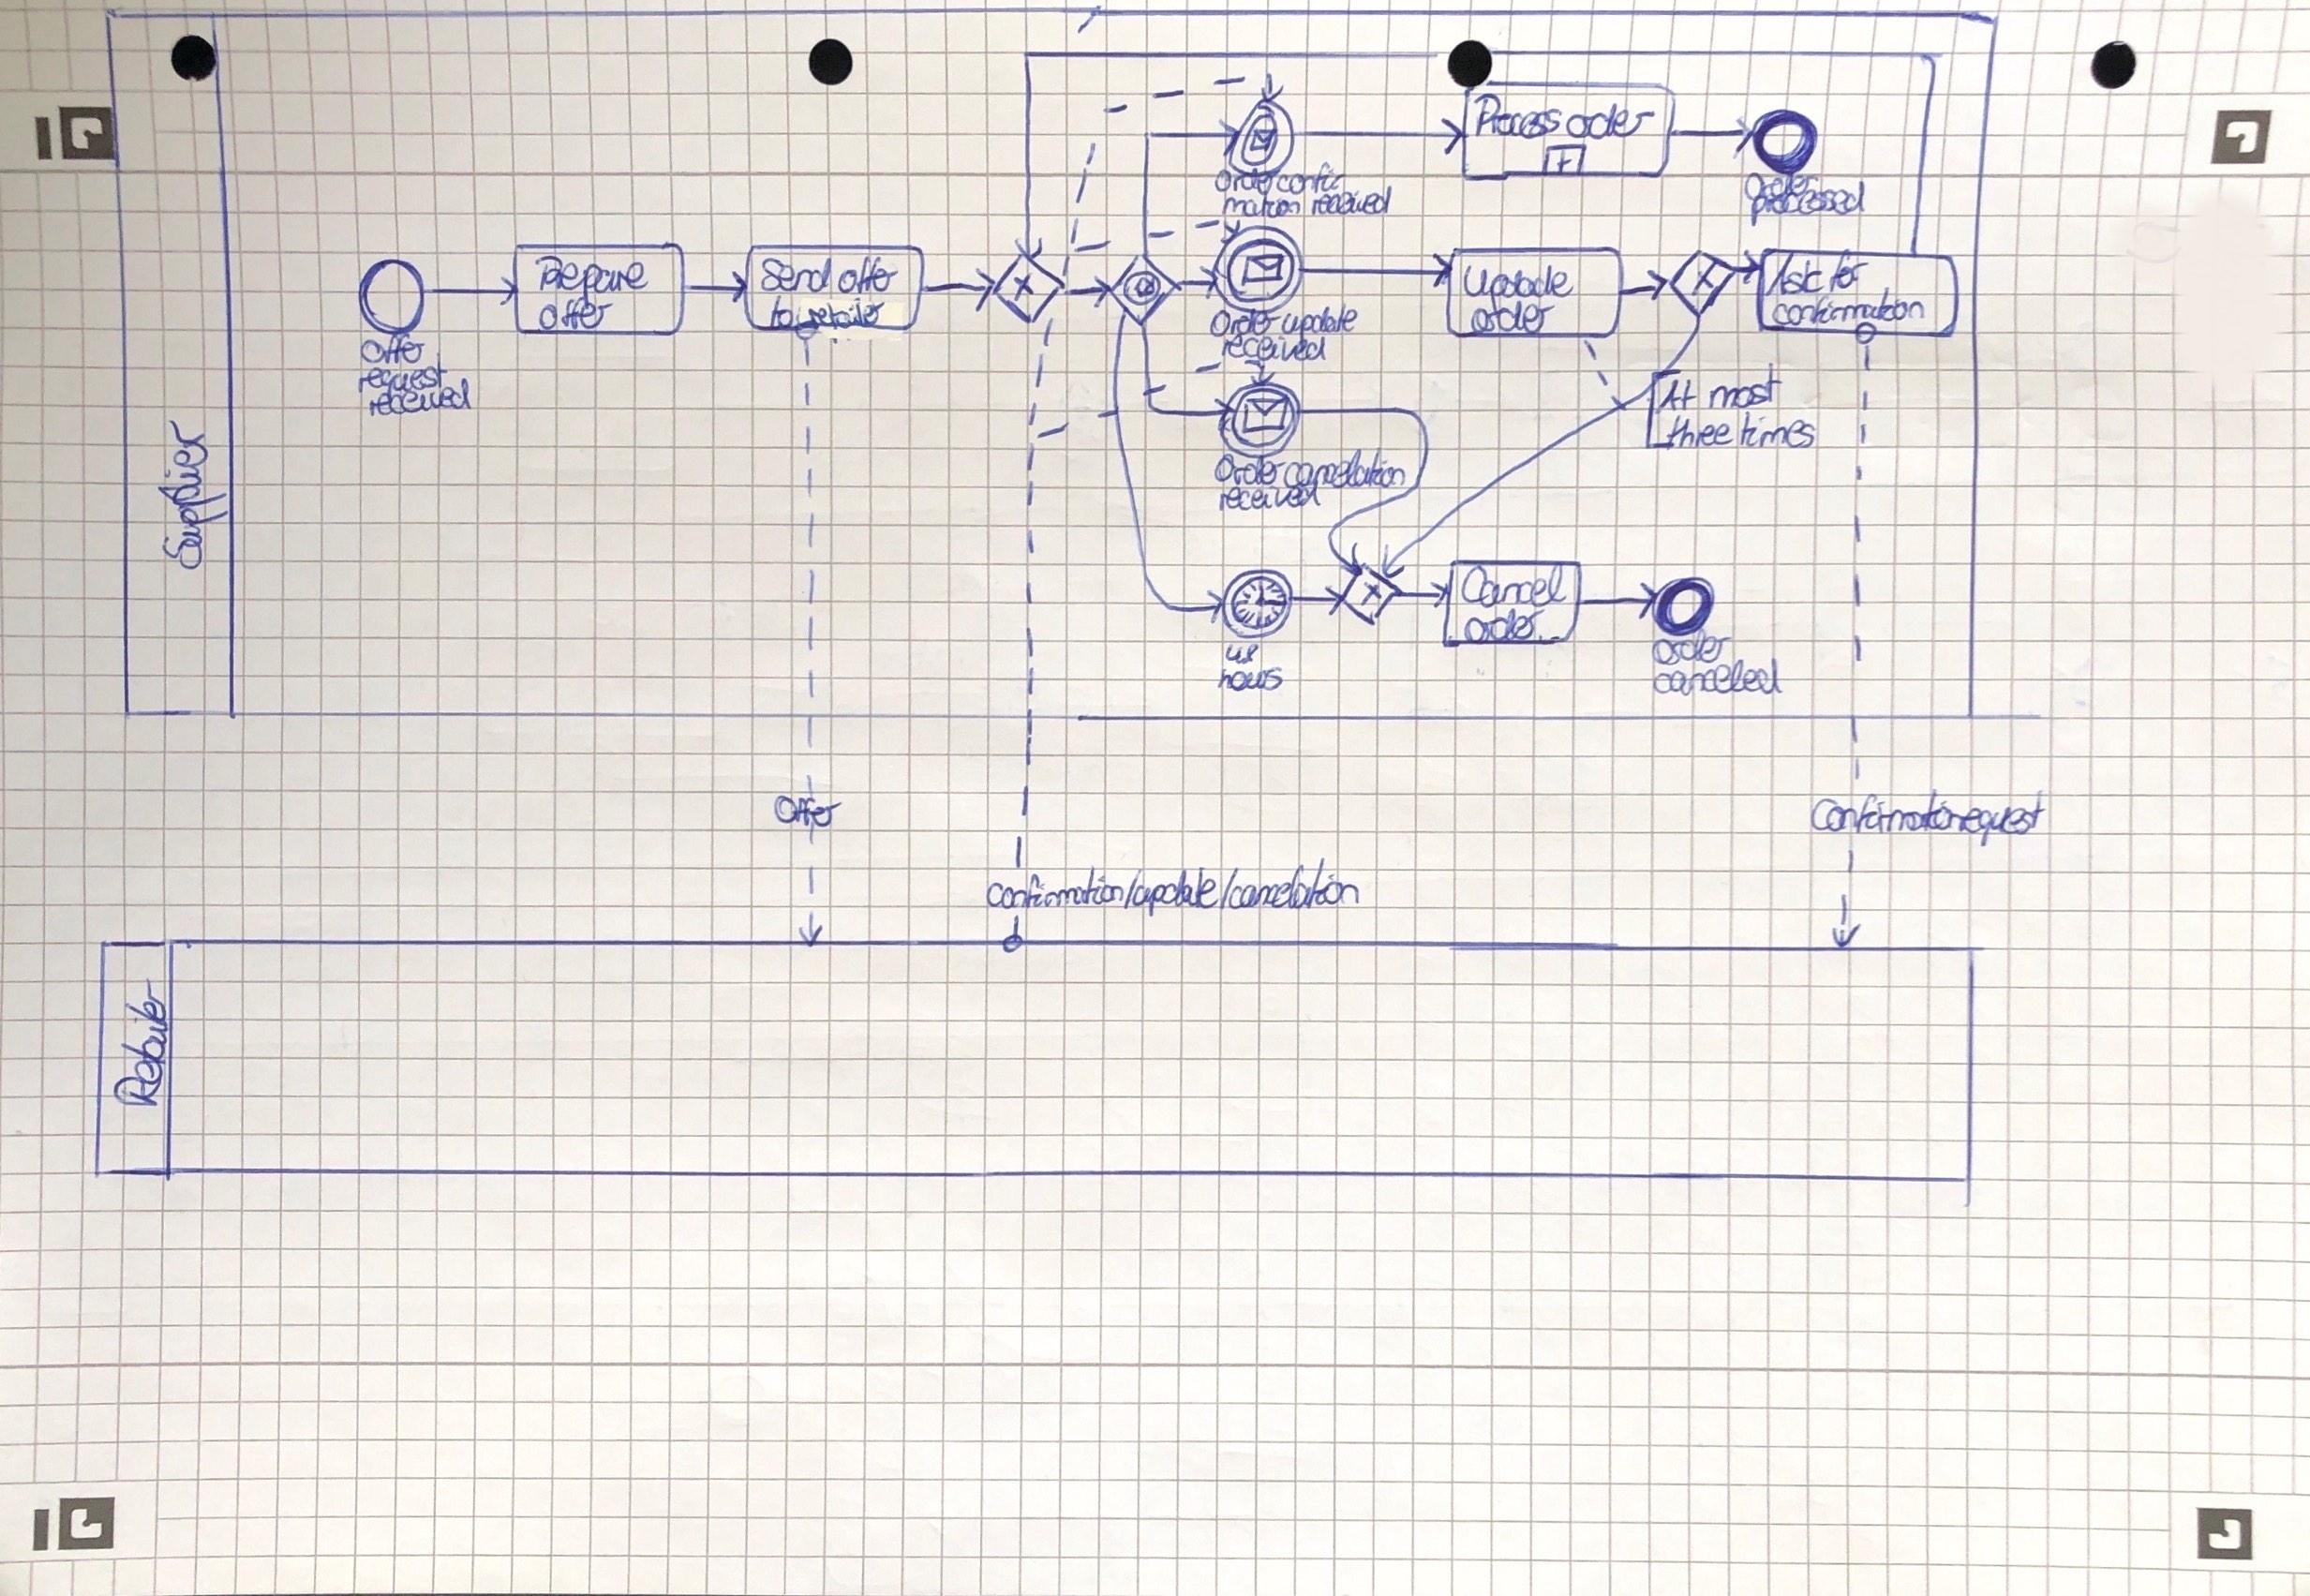 Process order
+
Order confir
mation received
Order
processed
Supplier
Offer
request
received
Prepare
offer
Send offer
to retailer
X
Order update
received
Update
order
X
Ask for
confirmation
At most
three times
Order cancelation
received
48
hours
X
Cancel
order
Order
canceled
Offer
Confirmation request
confirmation/update/cancelation
Retailer